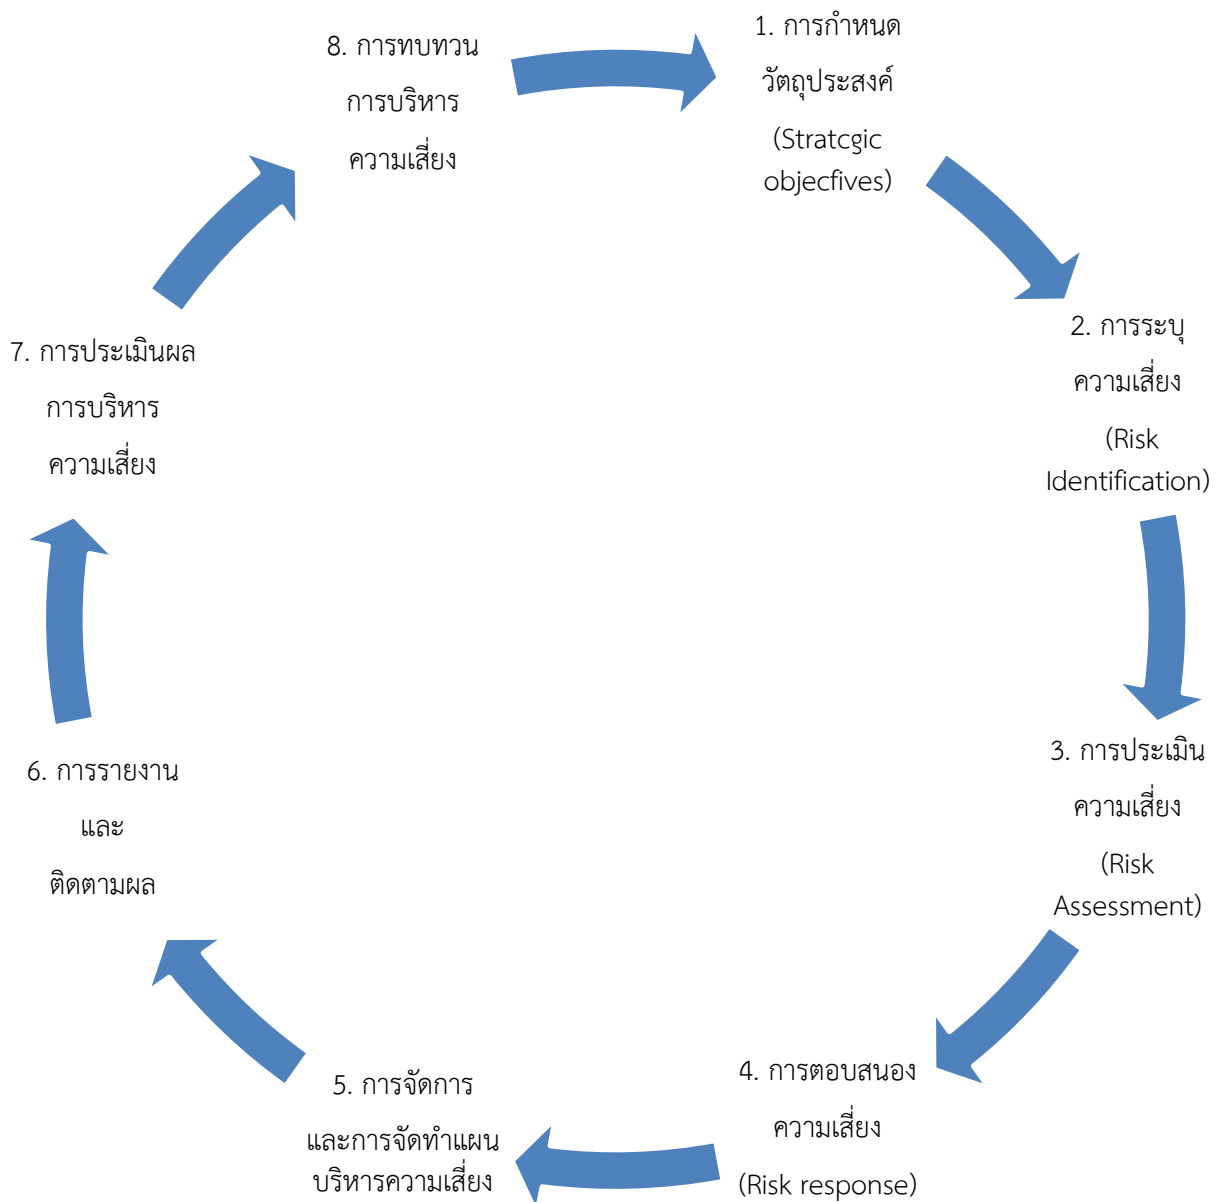 1. การกำหนด
วัตถุประสงค์
(Stratcgic
objecfives)
2. การระบุ
ความเสี่ยง
(Risk
Identification)
3. การประเมิน
ความเสี่ยง
(Risk
Assessment)
4. การตอบสนอง
ความเสี่ยง
(Risk response)
5. การจัดการ
และการจัดทำแผน
บริหารความเสี่ยง
6. การรายงาน
และ
ติดตามผล
7. การประเมินผล
การบริหาร
ความเสี่ยง
8. การทบทวน
การบริหาร
ความเสี่ยง